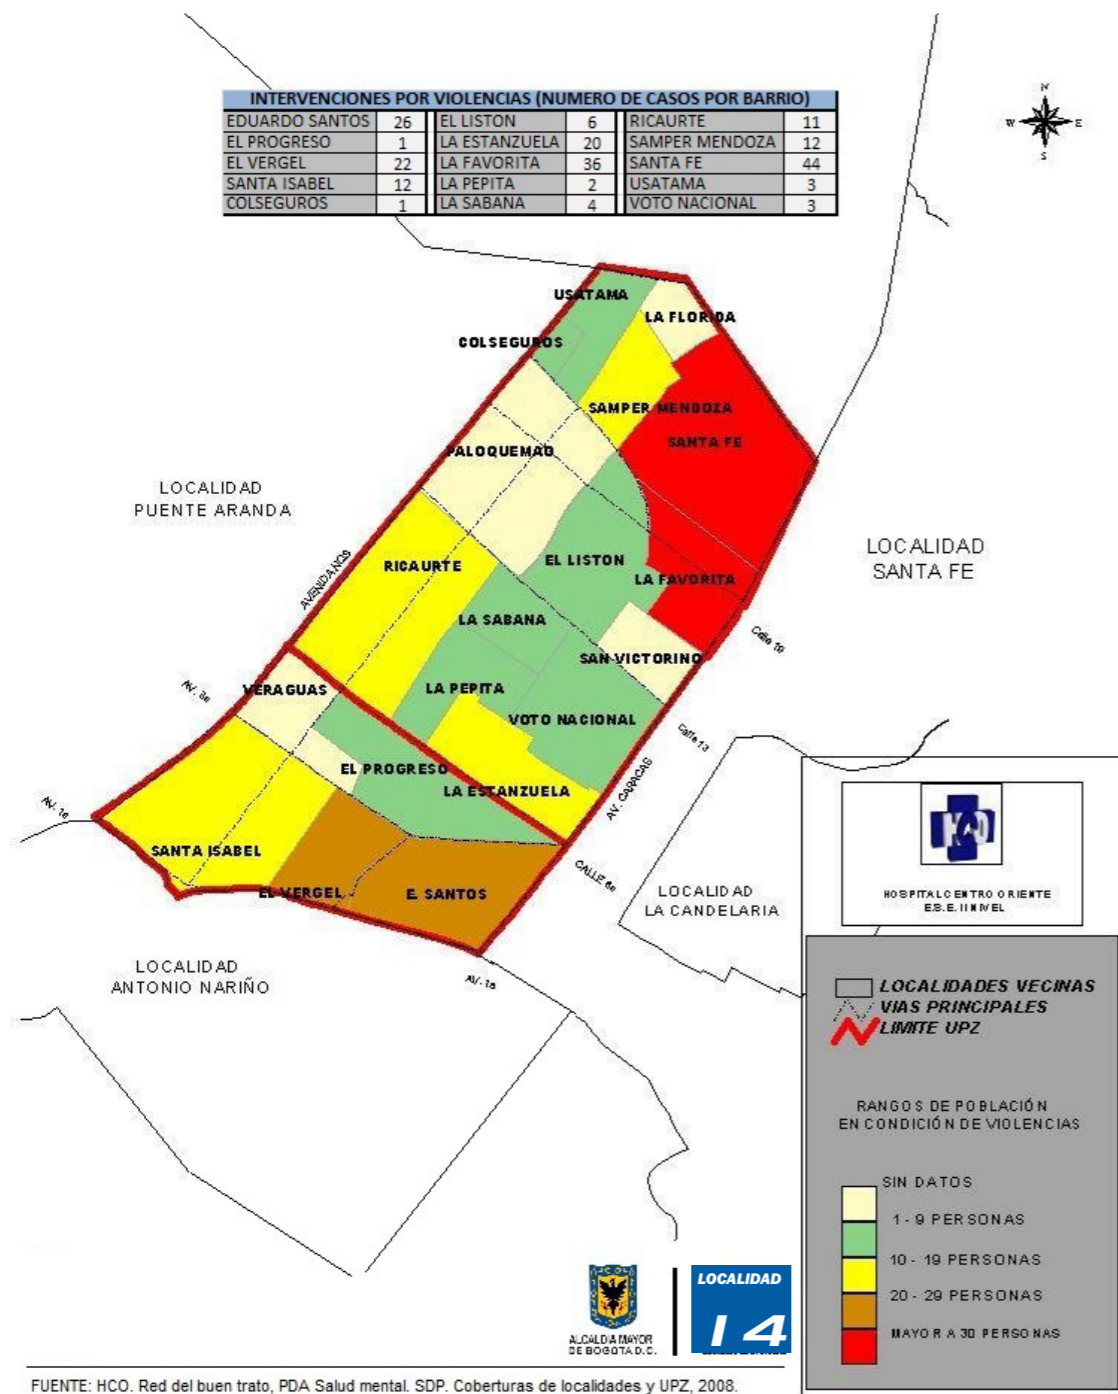 INTERVENCIONES POR VIOLENCIAS (NUMERO DE CASOS POR BARRIO)
EDUARDO SANTOS 26 EL LISTON 6 RICAURTE 11
EL PROGRESO 1 LA ESTANZUELA 20 SAMPER MENDOZA 12
EL VERGEL 22 LA FAVORITA 36 SANTA FE 44
SANTA ISABEL 12 LA PEPITA 2 USATAMA 3
COLSEGUROS 1 LA SABANA 4 VOTO NACIONAL 3
N
W E
S
USATAMA
LA FLORIDA
COLSEGUROS
SAMPER MENDOZA
SANTA FE
PALOQUEMAO
LOCALIDAD
PUENTE ARANDA
LOCALIDAD
SANTA FE
EL LISTON
RICAURTE
LA FAVORITA
AVENIDA NQS
LA SABANA
Calle 19
SAN VICTORINO
VERAGUAS
LA PEPITA
VOTO NACIONAL
Calle 13
EL PROGRESO
LA ESTANZUELA
AV. CARACAS
SANTA ISABEL
EL VERGEL
E. SANTOS
CALLE 6a
LOCALIDAD
LA CANDELARIA
LOCALIDAD
ANTONIO NARIÑO
HOSPITAL CENTRO ORIENTE
E.S.E. II NIVEL
HCO
LOCALIDADES VECINAS
VIAS PRINCIPALES
LIMITE UPZ
RANGOS DE POBLACIÓN
EN CONDICIÓN DE VIOLENCIAS
SIN DATOS
1 - 9 PERSONAS
10 - 19 PERSONAS
20 - 29 PERSONAS
MAYOR A 30 PERSONAS
ALCALDIA MAYOR
DE BOGOTA D.C.
LOCALIDAD
14
FUENTE: HCO. Red del buen trato, PDA Salud mental. SDP. Coberturas de localidades y UPZ, 2008.